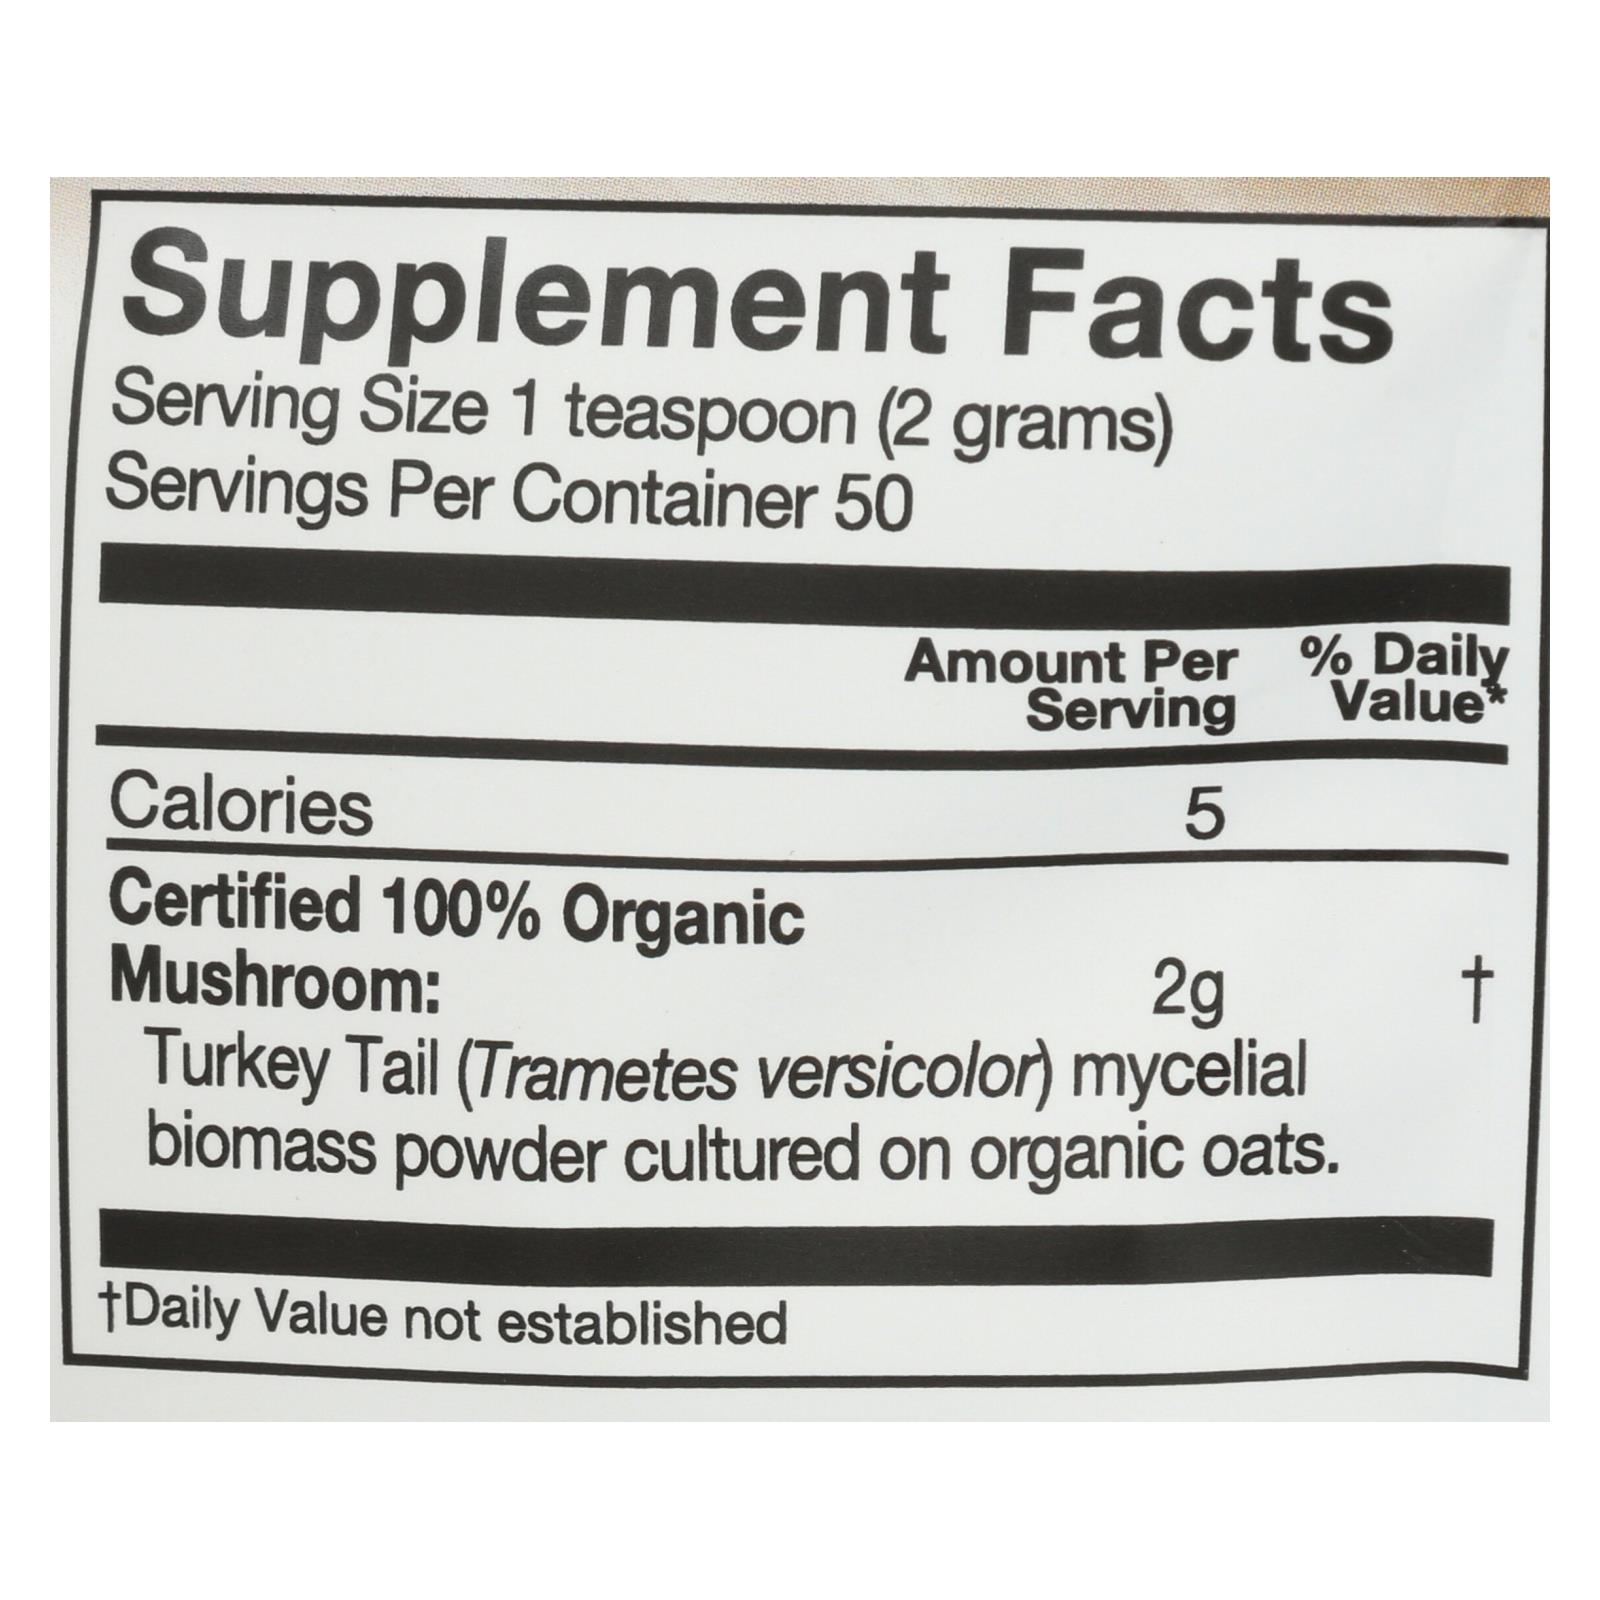 Supplement Facts
Serving Size 1 teaspoon (2 grams)
Servings Per Container 50
Amount Per Serving % Daily Value*
Calories 5
Certified 100% Organic
Mushroom: 2g †
Turkey Tail (Trametes versicolor) mycelial
biomass powder cultured on organic oats.
†Daily Value not established